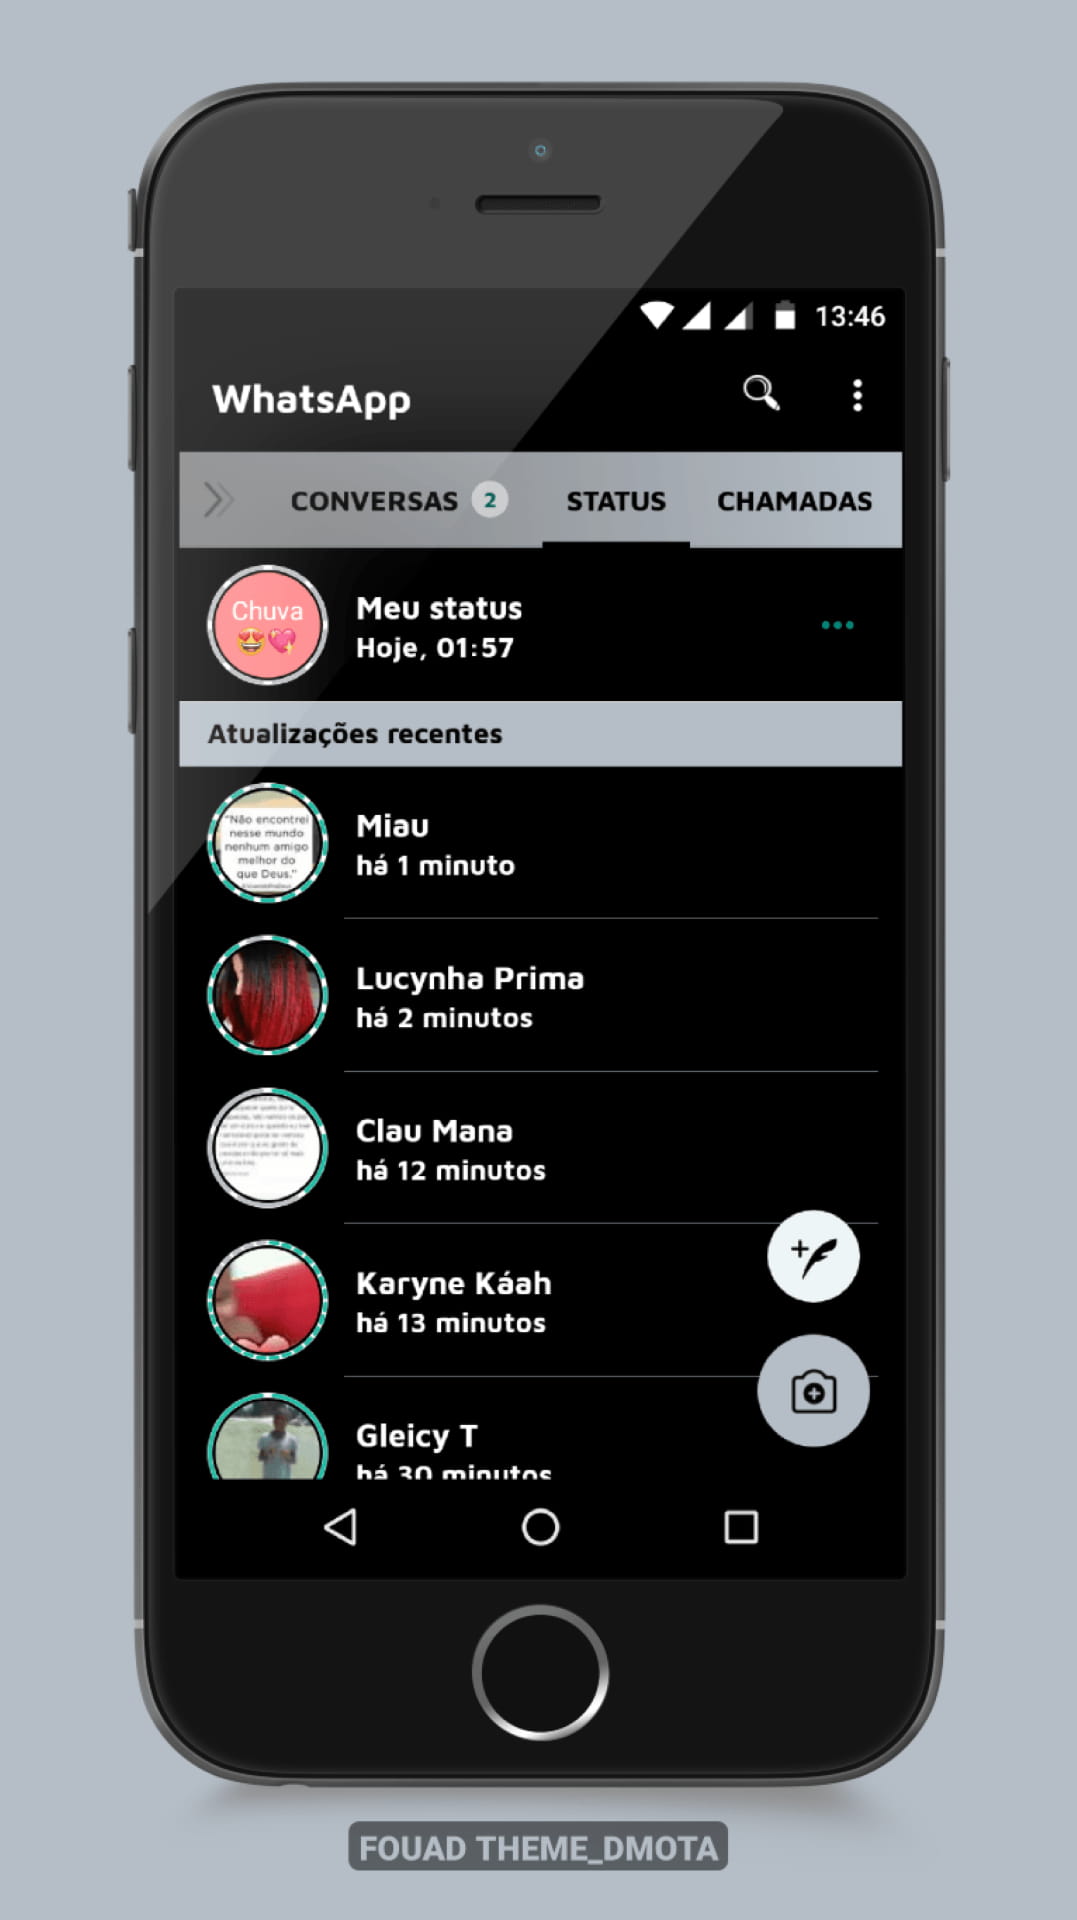 13:46
WhatsApp
CONVERSAS 2 STATUS CHAMADAS
Chuva
😍💖
Meu status
Hoje, 01:57
Atualizações recentes
"Não encontrei
nesse mundo
nenhum amigo
melhor do
que Deus."
Miau
há 1 minuto
Lucynha Prima
há 2 minutos
Clau Mana
há 12 minutos
Karyne Káah
há 13 minutos
Gleicy T
há 30 minutos
FOUAD THEME_DMOTA